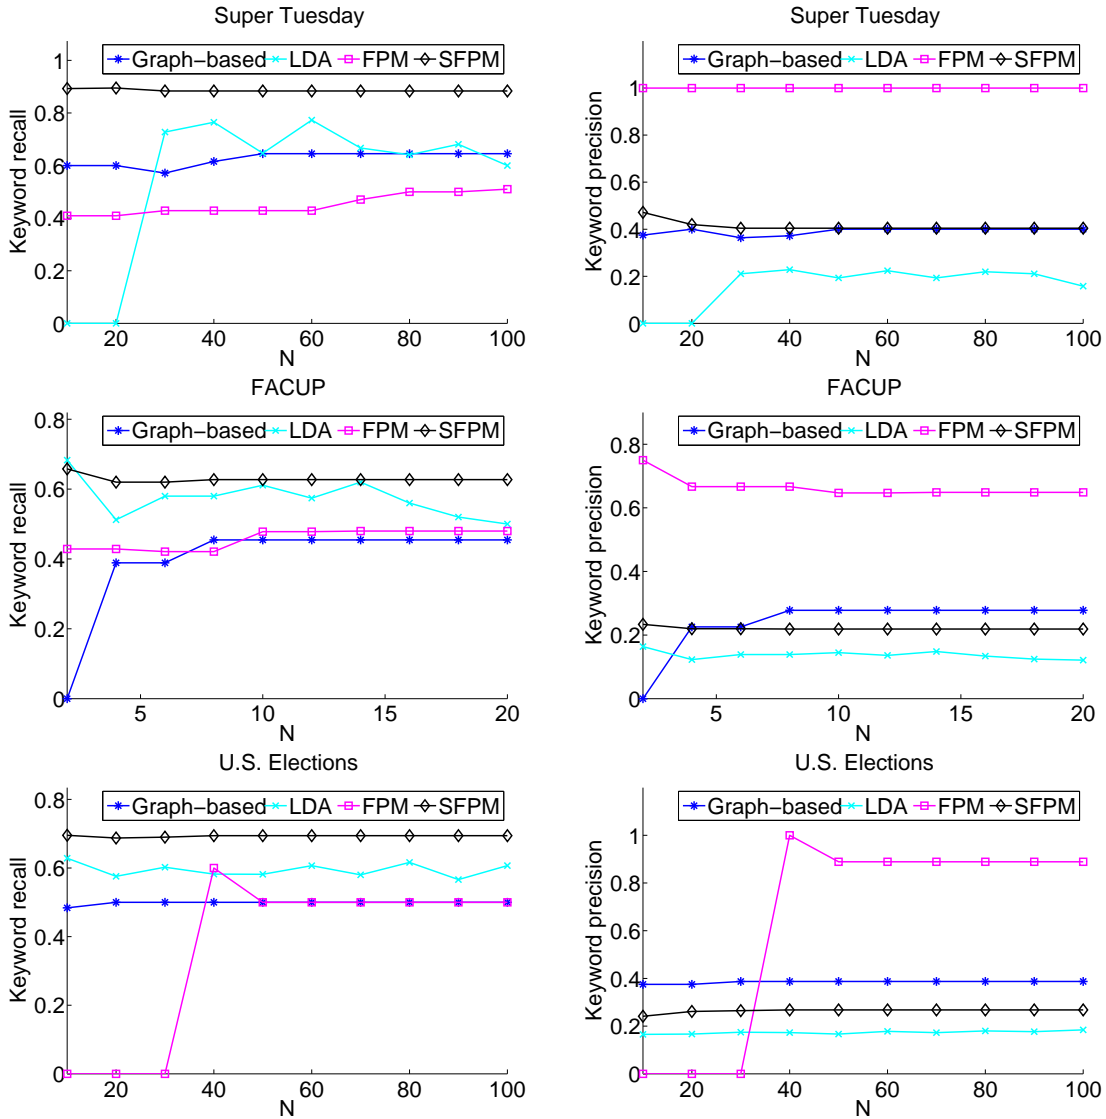 Super Tuesday
Graph-based LDA FPM SFPM
Keyword recall
1
0.8
0.6
0.4
0.2
0
20 40 60 80 100
N
Super Tuesday
Graph-based LDA FPM SFPM
Keyword precision
1
0.8
0.6
0.4
0.2
0
20 40 60 80 100
N
FACUP
Graph-based LDA FPM SFPM
Keyword recall
0.8
0.6
0.4
0.2
0
5 10 15 20
N
FACUP
Graph-based LDA FPM SFPM
Keyword precision
0.8
0.6
0.4
0.2
0
5 10 15 20
N
U.S. Elections
Graph-based LDA FPM SFPM
Keyword recall
0.8
0.6
0.4
0.2
0
20 40 60 80 100
N
U.S. Elections
Graph-based LDA FPM SFPM
Keyword precision
1
0.8
0.6
0.4
0.2
0
20 40 60 80 100
N